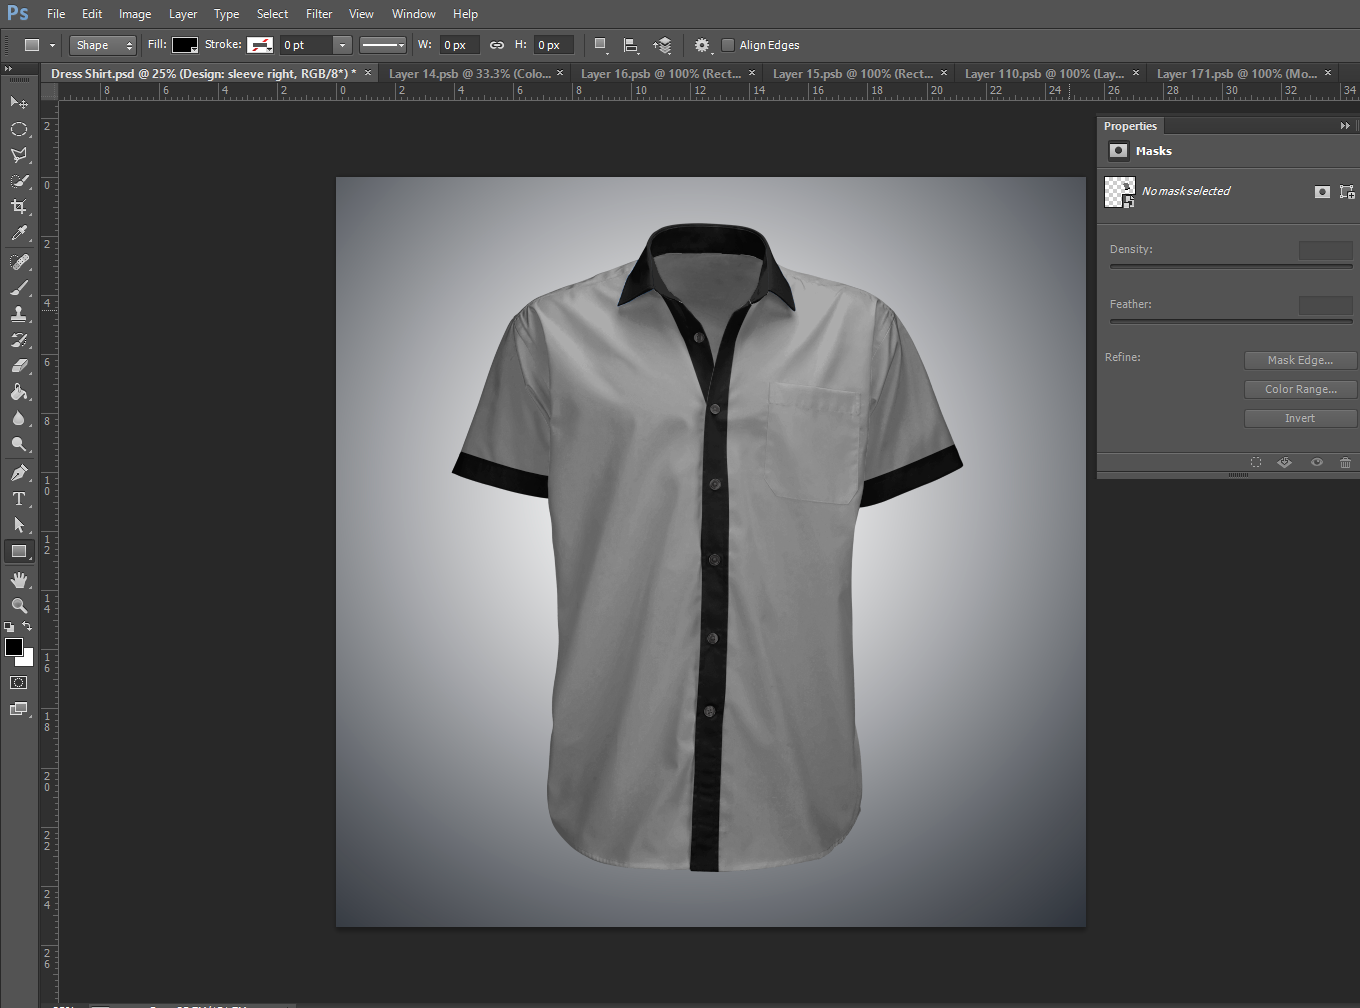 Ps File Edit Image Layer Type Select Filter View Window Help
Shape Fill: Stroke: 0 pt W: 0 px H: 0 px Align Edges
Dress Shirt.psd @ 25% (Design: sleeve right, RGB/8*) * × Layer 14.psb @ 33.3% (Colo... × Layer 16.psb @ 100% (Rect... × Layer 15.psb @ 100% (Rect... × Layer 110.psb @ 100% (Lay... × Layer 171.psb @ 100% (Mo... ×
8 6 4 2 0 2 4 6 8 10 12 14 16 18 20 22 24 26 28 30 32 34
2
0
2
4
6
8
10
12
14
16
18
20
22
24
26
Properties
Masks
No mask selected
Density:
Feather:
Refine:
Mask Edge...
Color Range...
Invert
T